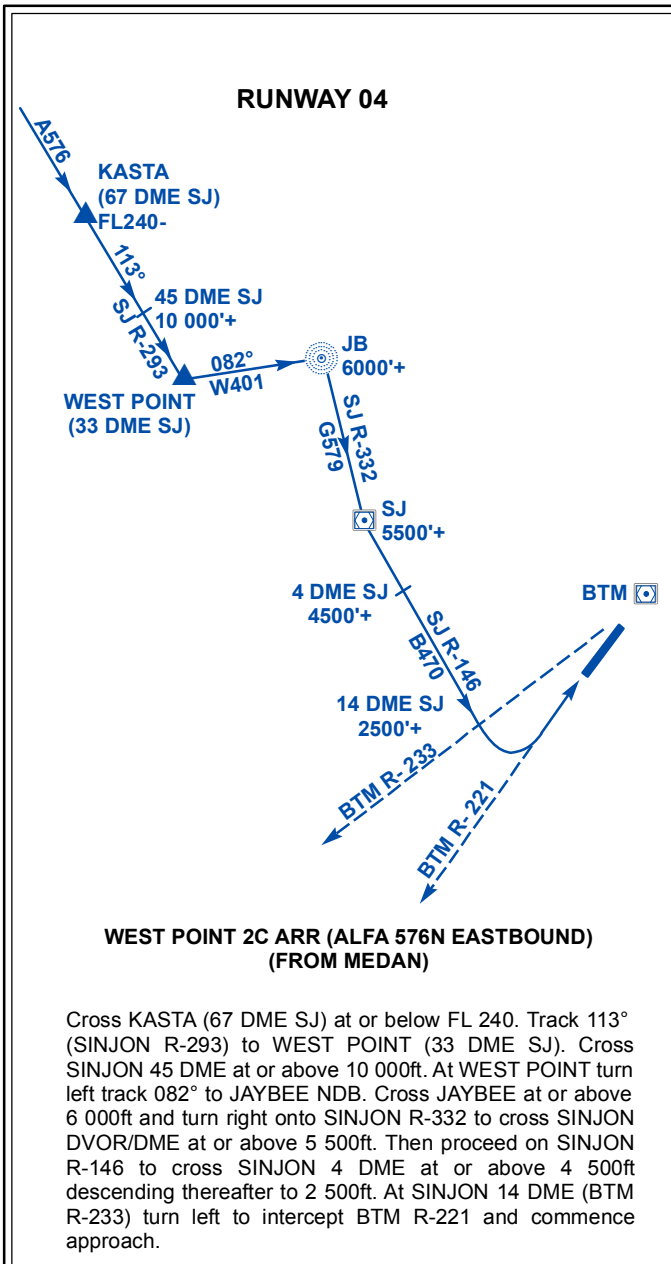 RUNWAY 04
A576
KASTA
(67 DME SJ)
FL240-
113°
SJ R-293
45 DME SJ
10 000'+
WEST POINT
(33 DME SJ)
082°
W401
JB
6000'+
SJ R-332
G579
SJ
5500'+
4 DME SJ
4500'+
SJ R-146
B470
BTM
14 DME SJ
2500'+
BTM R- 233
BTM R- 221
WEST POINT 2C ARR (ALFA 576N EASTBOUND)
(FROM MEDAN)
Cross KASTA (67 DME SJ) at or below FL 240. Track 113°
(SINJON R-293) to WEST POINT (33 DME SJ). Cross
SINJON 45 DME at or above 10 000ft. At WEST POINT turn
left track 082° to JAYBEE NDB. Cross JAYBEE at or above
6 000ft and turn right onto SINJON R-332 to cross SINJON
DVOR/DME at or above 5 500ft. Then proceed on SINJON
R-146 to cross SINJON 4 DME at or above 4 500ft
descending thereafter to 2 500ft. At SINJON 14 DME (BTM
R-233) turn left to intercept BTM R-221 and commence
approach.